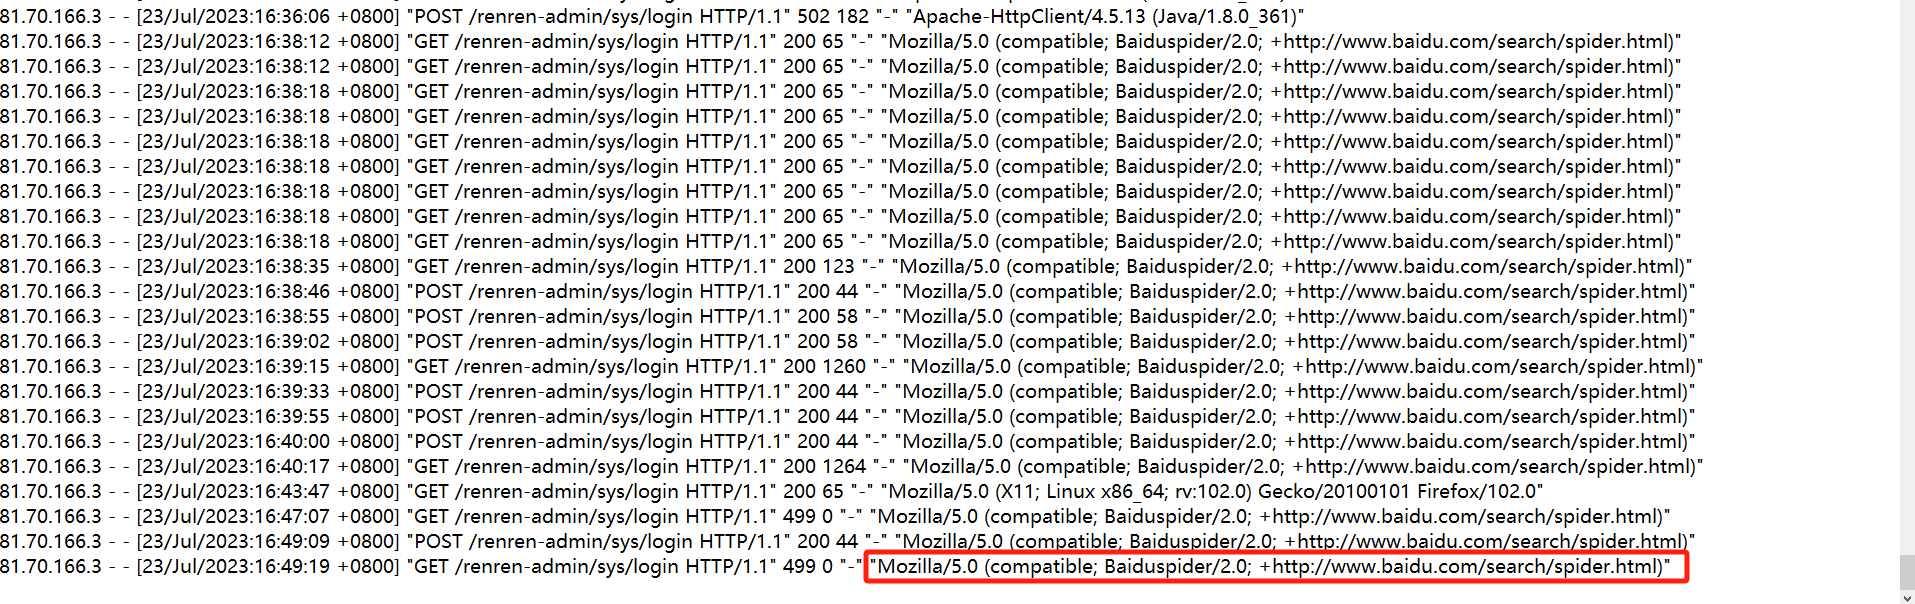 81.70.166.3 - - [23/Jul/2023:16:36:06 +0800] "POST /renren-admin/sys/login HTTP/1.1" 502 182 "-" "Apache-HttpClient/4.5.13 (Java/1.8.0_361)"
81.70.166.3 - - [23/Jul/2023:16:38:12 +0800] "GET /renren-admin/sys/login HTTP/1.1" 200 65 "-" "Mozilla/5.0 (compatible; Baiduspider/2.0; +http://www.baidu.com/search/spider.html)"
81.70.166.3 - - [23/Jul/2023:16:38:12 +0800] "GET /renren-admin/sys/login HTTP/1.1" 200 65 "-" "Mozilla/5.0 (compatible; Baiduspider/2.0; +http://www.baidu.com/search/spider.html)"
81.70.166.3 - - [23/Jul/2023:16:38:18 +0800] "GET /renren-admin/sys/login HTTP/1.1" 200 65 "-" "Mozilla/5.0 (compatible; Baiduspider/2.0; +http://www.baidu.com/search/spider.html)"
81.70.166.3 - - [23/Jul/2023:16:38:18 +0800] "GET /renren-admin/sys/login HTTP/1.1" 200 65 "-" "Mozilla/5.0 (compatible; Baiduspider/2.0; +http://www.baidu.com/search/spider.html)"
81.70.166.3 - - [23/Jul/2023:16:38:18 +0800] "GET /renren-admin/sys/login HTTP/1.1" 200 65 "-" "Mozilla/5.0 (compatible; Baiduspider/2.0; +http://www.baidu.com/search/spider.html)"
81.70.166.3 - - [23/Jul/2023:16:38:18 +0800] "GET /renren-admin/sys/login HTTP/1.1" 200 65 "-" "Mozilla/5.0 (compatible; Baiduspider/2.0; +http://www.baidu.com/search/spider.html)"
81.70.166.3 - - [23/Jul/2023:16:38:18 +0800] "GET /renren-admin/sys/login HTTP/1.1" 200 65 "-" "Mozilla/5.0 (compatible; Baiduspider/2.0; +http://www.baidu.com/search/spider.html)"
81.70.166.3 - - [23/Jul/2023:16:38:18 +0800] "GET /renren-admin/sys/login HTTP/1.1" 200 65 "-" "Mozilla/5.0 (compatible; Baiduspider/2.0; +http://www.baidu.com/search/spider.html)"
81.70.166.3 - - [23/Jul/2023:16:38:18 +0800] "GET /renren-admin/sys/login HTTP/1.1" 200 65 "-" "Mozilla/5.0 (compatible; Baiduspider/2.0; +http://www.baidu.com/search/spider.html)"
81.70.166.3 - - [23/Jul/2023:16:38:35 +0800] "GET /renren-admin/sys/login HTTP/1.1" 200 123 "-" "Mozilla/5.0 (compatible; Baiduspider/2.0; +http://www.baidu.com/search/spider.html)"
81.70.166.3 - - [23/Jul/2023:16:38:46 +0800] "POST /renren-admin/sys/login HTTP/1.1" 200 44 "-" "Mozilla/5.0 (compatible; Baiduspider/2.0; +http://www.baidu.com/search/spider.html)"
81.70.166.3 - - [23/Jul/2023:16:38:55 +0800] "POST /renren-admin/sys/login HTTP/1.1" 200 58 "-" "Mozilla/5.0 (compatible; Baiduspider/2.0; +http://www.baidu.com/search/spider.html)"
81.70.166.3 - - [23/Jul/2023:16:39:02 +0800] "POST /renren-admin/sys/login HTTP/1.1" 200 58 "-" "Mozilla/5.0 (compatible; Baiduspider/2.0; +http://www.baidu.com/search/spider.html)"
81.70.166.3 - - [23/Jul/2023:16:39:15 +0800] "GET /renren-admin/sys/login HTTP/1.1" 200 1260 "-" "Mozilla/5.0 (compatible; Baiduspider/2.0; +http://www.baidu.com/search/spider.html)"
81.70.166.3 - - [23/Jul/2023:16:39:33 +0800] "POST /renren-admin/sys/login HTTP/1.1" 200 44 "-" "Mozilla/5.0 (compatible; Baiduspider/2.0; +http://www.baidu.com/search/spider.html)"
81.70.166.3 - - [23/Jul/2023:16:39:55 +0800] "POST /renren-admin/sys/login HTTP/1.1" 200 44 "-" "Mozilla/5.0 (compatible; Baiduspider/2.0; +http://www.baidu.com/search/spider.html)"
81.70.166.3 - - [23/Jul/2023:16:40:00 +0800] "POST /renren-admin/sys/login HTTP/1.1" 200 44 "-" "Mozilla/5.0 (compatible; Baiduspider/2.0; +http://www.baidu.com/search/spider.html)"
81.70.166.3 - - [23/Jul/2023:16:40:17 +0800] "GET /renren-admin/sys/login HTTP/1.1" 200 1264 "-" "Mozilla/5.0 (compatible; Baiduspider/2.0; +http://www.baidu.com/search/spider.html)"
81.70.166.3 - - [23/Jul/2023:16:43:47 +0800] "GET /renren-admin/sys/login HTTP/1.1" 200 65 "-" "Mozilla/5.0 (X11; Linux x86_64; rv:102.0) Gecko/20100101 Firefox/102.0"
81.70.166.3 - - [23/Jul/2023:16:47:07 +0800] "GET /renren-admin/sys/login HTTP/1.1" 499 0 "-" "Mozilla/5.0 (compatible; Baiduspider/2.0; +http://www.baidu.com/search/spider.html)"
81.70.166.3 - - [23/Jul/2023:16:49:09 +0800] "POST /renren-admin/sys/login HTTP/1.1" 200 44 "-" "Mozilla/5.0 (compatible; Baiduspider/2.0; +http://www.baidu.com/search/spider.html)"
81.70.166.3 - - [23/Jul/2023:16:49:19 +0800] "GET /renren-admin/sys/login HTTP/1.1" 499 0 "-" "Mozilla/5.0 (compatible; Baiduspider/2.0; +http://www.baidu.com/search/spider.html)"